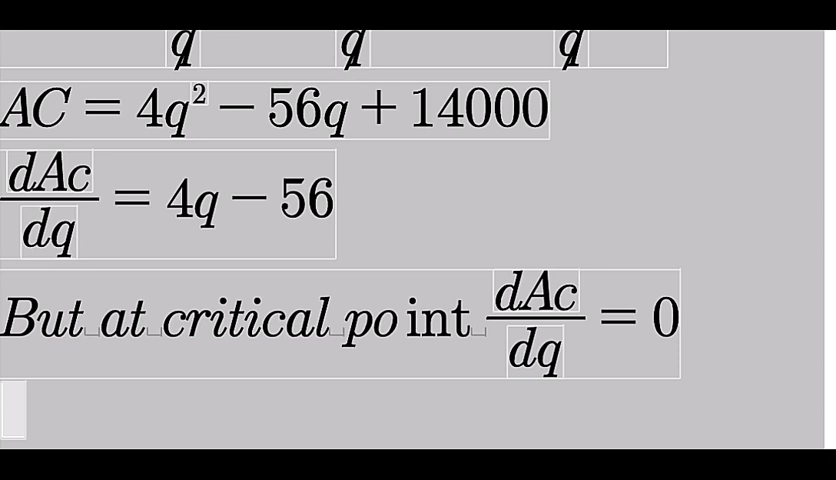 q q q
AC = 4q² − 56q + 14000
dAc/dq = 4q − 56
But at critical point dAc/dq = 0